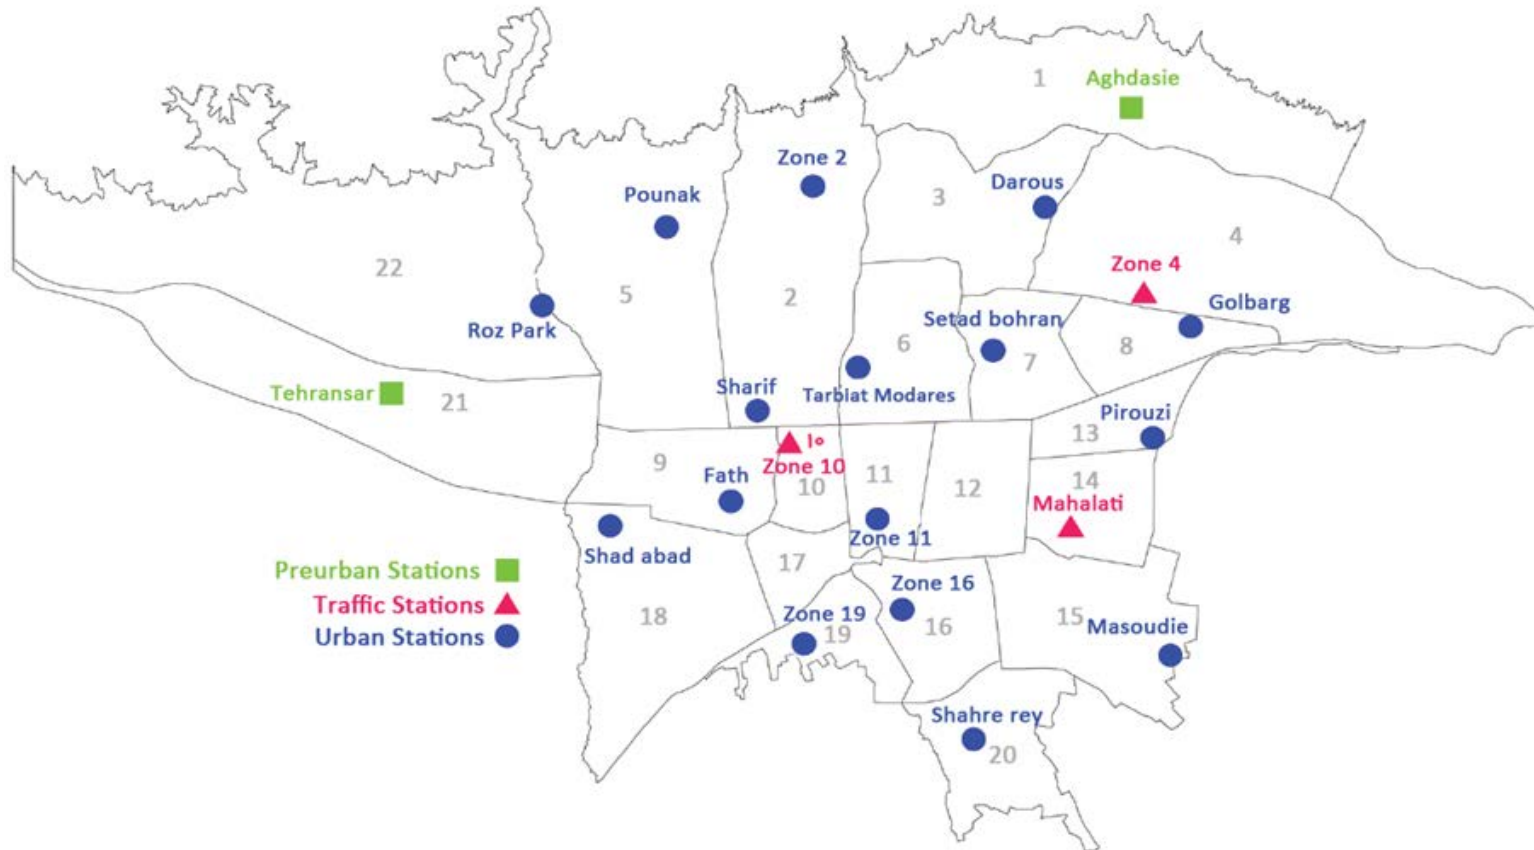 1
Aghdasie
Zone 2
Pounak
Darous
3
4
22
5
2
Zone 4
Roz Park
Setad bohran
Golbarg
6
7
8
Tehransar
21
Sharif
Tarbiat Modares
Pirouzi
13
9
Fath
۱۰
Zone 10
10
11
12
14
Mahalati
Shad abad
Zone 11
17
Preurban Stations
Traffic Stations
Urban Stations
18
Zone 19
19
Zone 16
16
15
Masoudie
Shahre rey
20